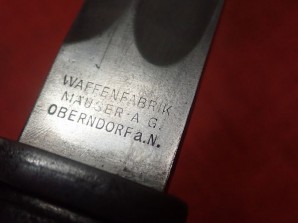 WAFFENFABRIK
MAUSER A G.
OBERNDORF a.N.